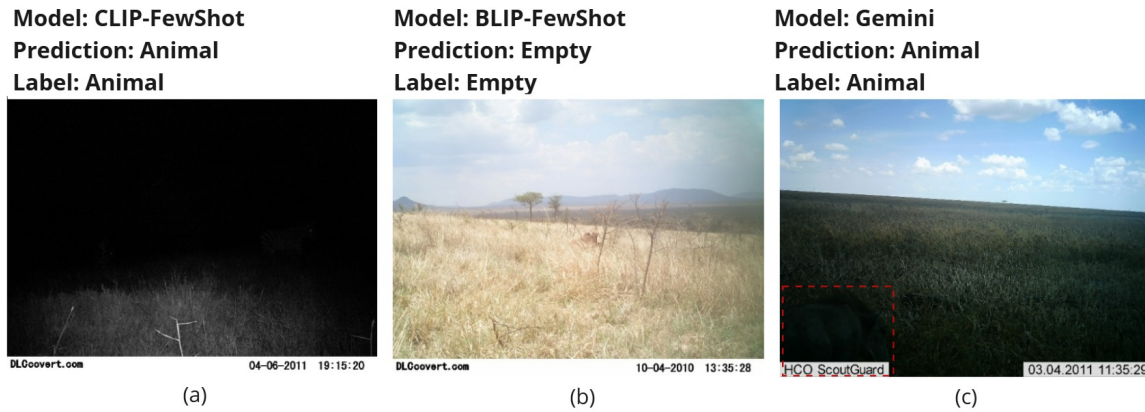 Model: CLIP-FewShot
Prediction: Animal
Label: Animal
DLCcovert.com
04-06-2011 19:15:20
(a)
Model: BLIP-FewShot
Prediction: Empty
Label: Empty
DLCcovert.com
10-04-2010 13:35:28
(b)
Model: Gemini
Prediction: Animal
Label: Animal
HCO ScoutGuard
03.04.2011 11:35:29
(c)